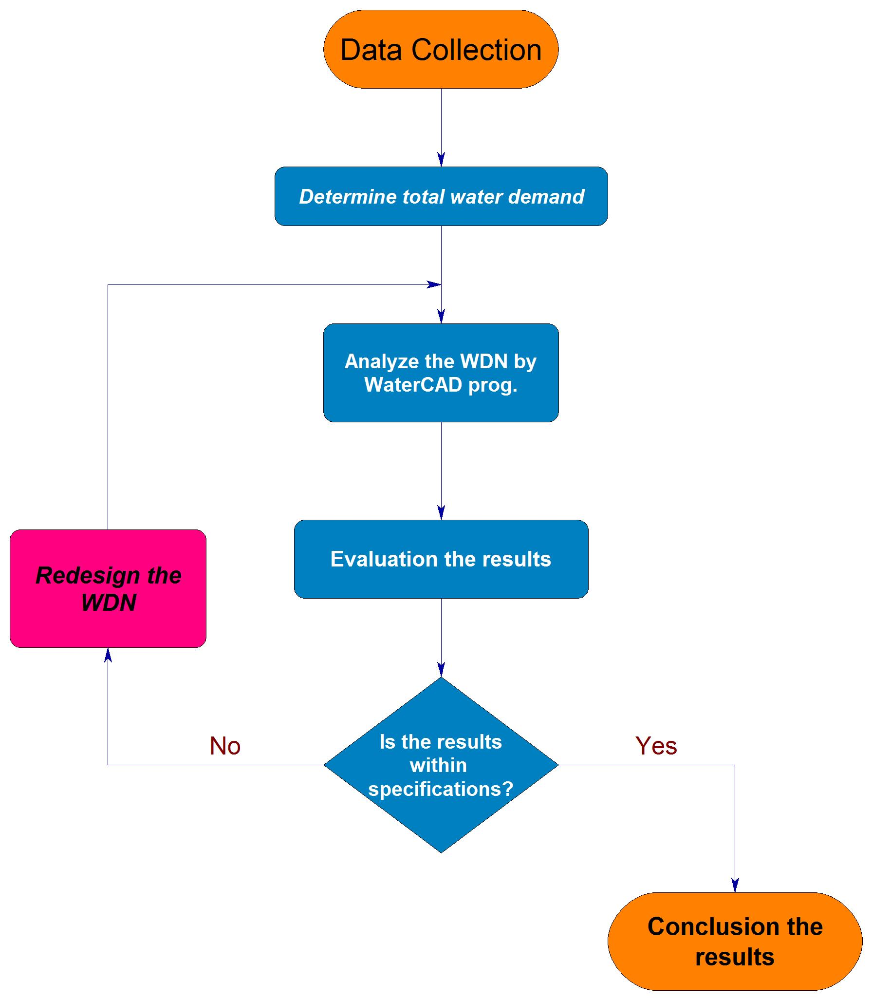 Data Collection
Determine total water demand
Analyze the WDN by
WaterCAD prog.
Evaluation the results
Redesign the
WDN
Is the results
within
specifications?
No
Yes
Conclusion the
results